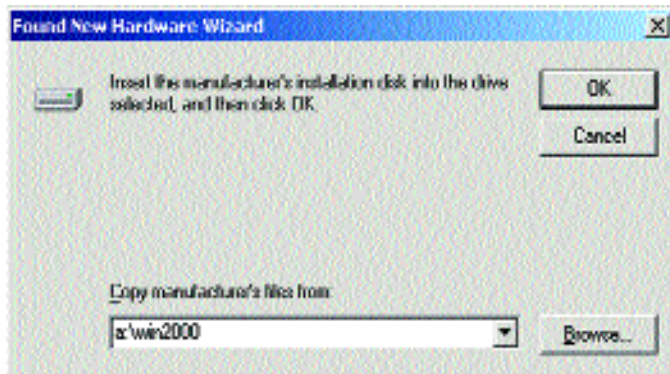 Found New Hardware Wizard
Insert the manufacturer's installation disk into the drive
selected, and then click OK.
OK
Cancel
Copy manufacturer's files from:
a:\win2000
Browse...